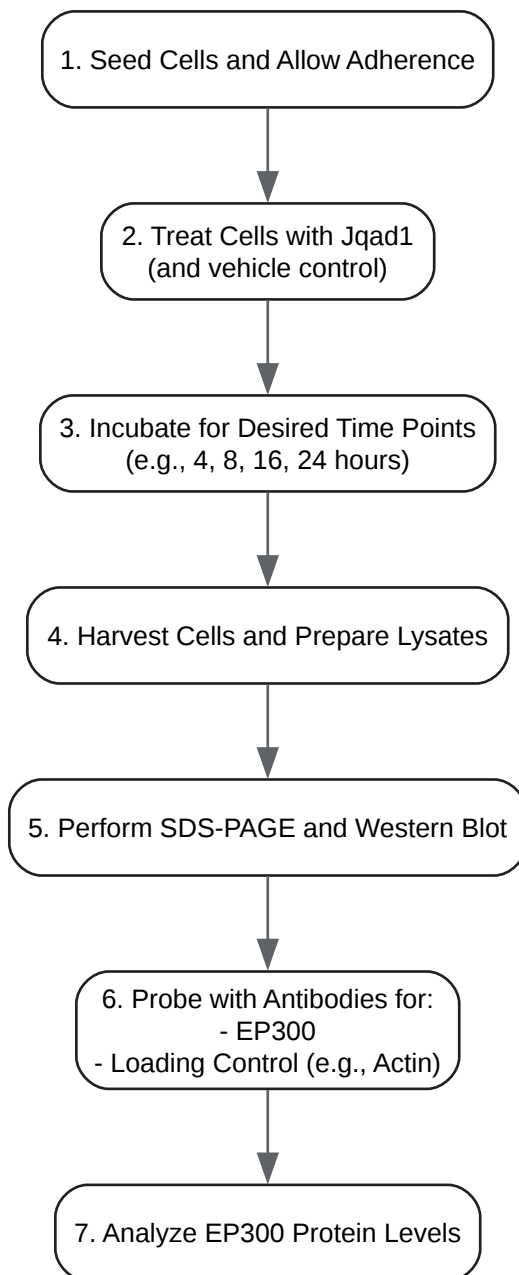 1. Seed Cells and Allow Adherence
2. Treat Cells with Jqad1
(and vehicle control)
3. Incubate for Desired Time Points
(e.g., 4, 8, 16, 24 hours)
4. Harvest Cells and Prepare Lysates
5. Perform SDS-PAGE and Western Blot
6. Probe with Antibodies for:
- EP300
- Loading Control (e.g., Actin)
7. Analyze EP300 Protein Levels